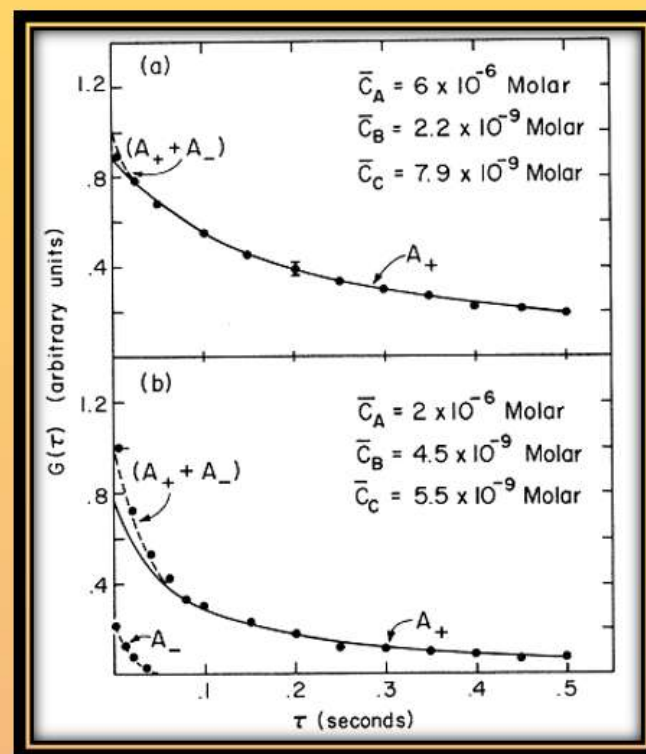 (a)
C̄A = 6 x 10⁻⁶ Molar
C̄B = 2.2 x 10⁻⁹ Molar
C̄C = 7.9 x 10⁻⁹ Molar
1.2
(A₊ + A₋)
.8
.4
A₊
G(τ) (arbitrary units)
(b)
C̄A = 2 x 10⁻⁶ Molar
C̄B = 4.5 x 10⁻⁹ Molar
C̄C = 5.5 x 10⁻⁹ Molar
1.2
(A₊ + A₋)
.8
.4
A₋
A₊
.1 .2 .3 .4 .5
τ (seconds)